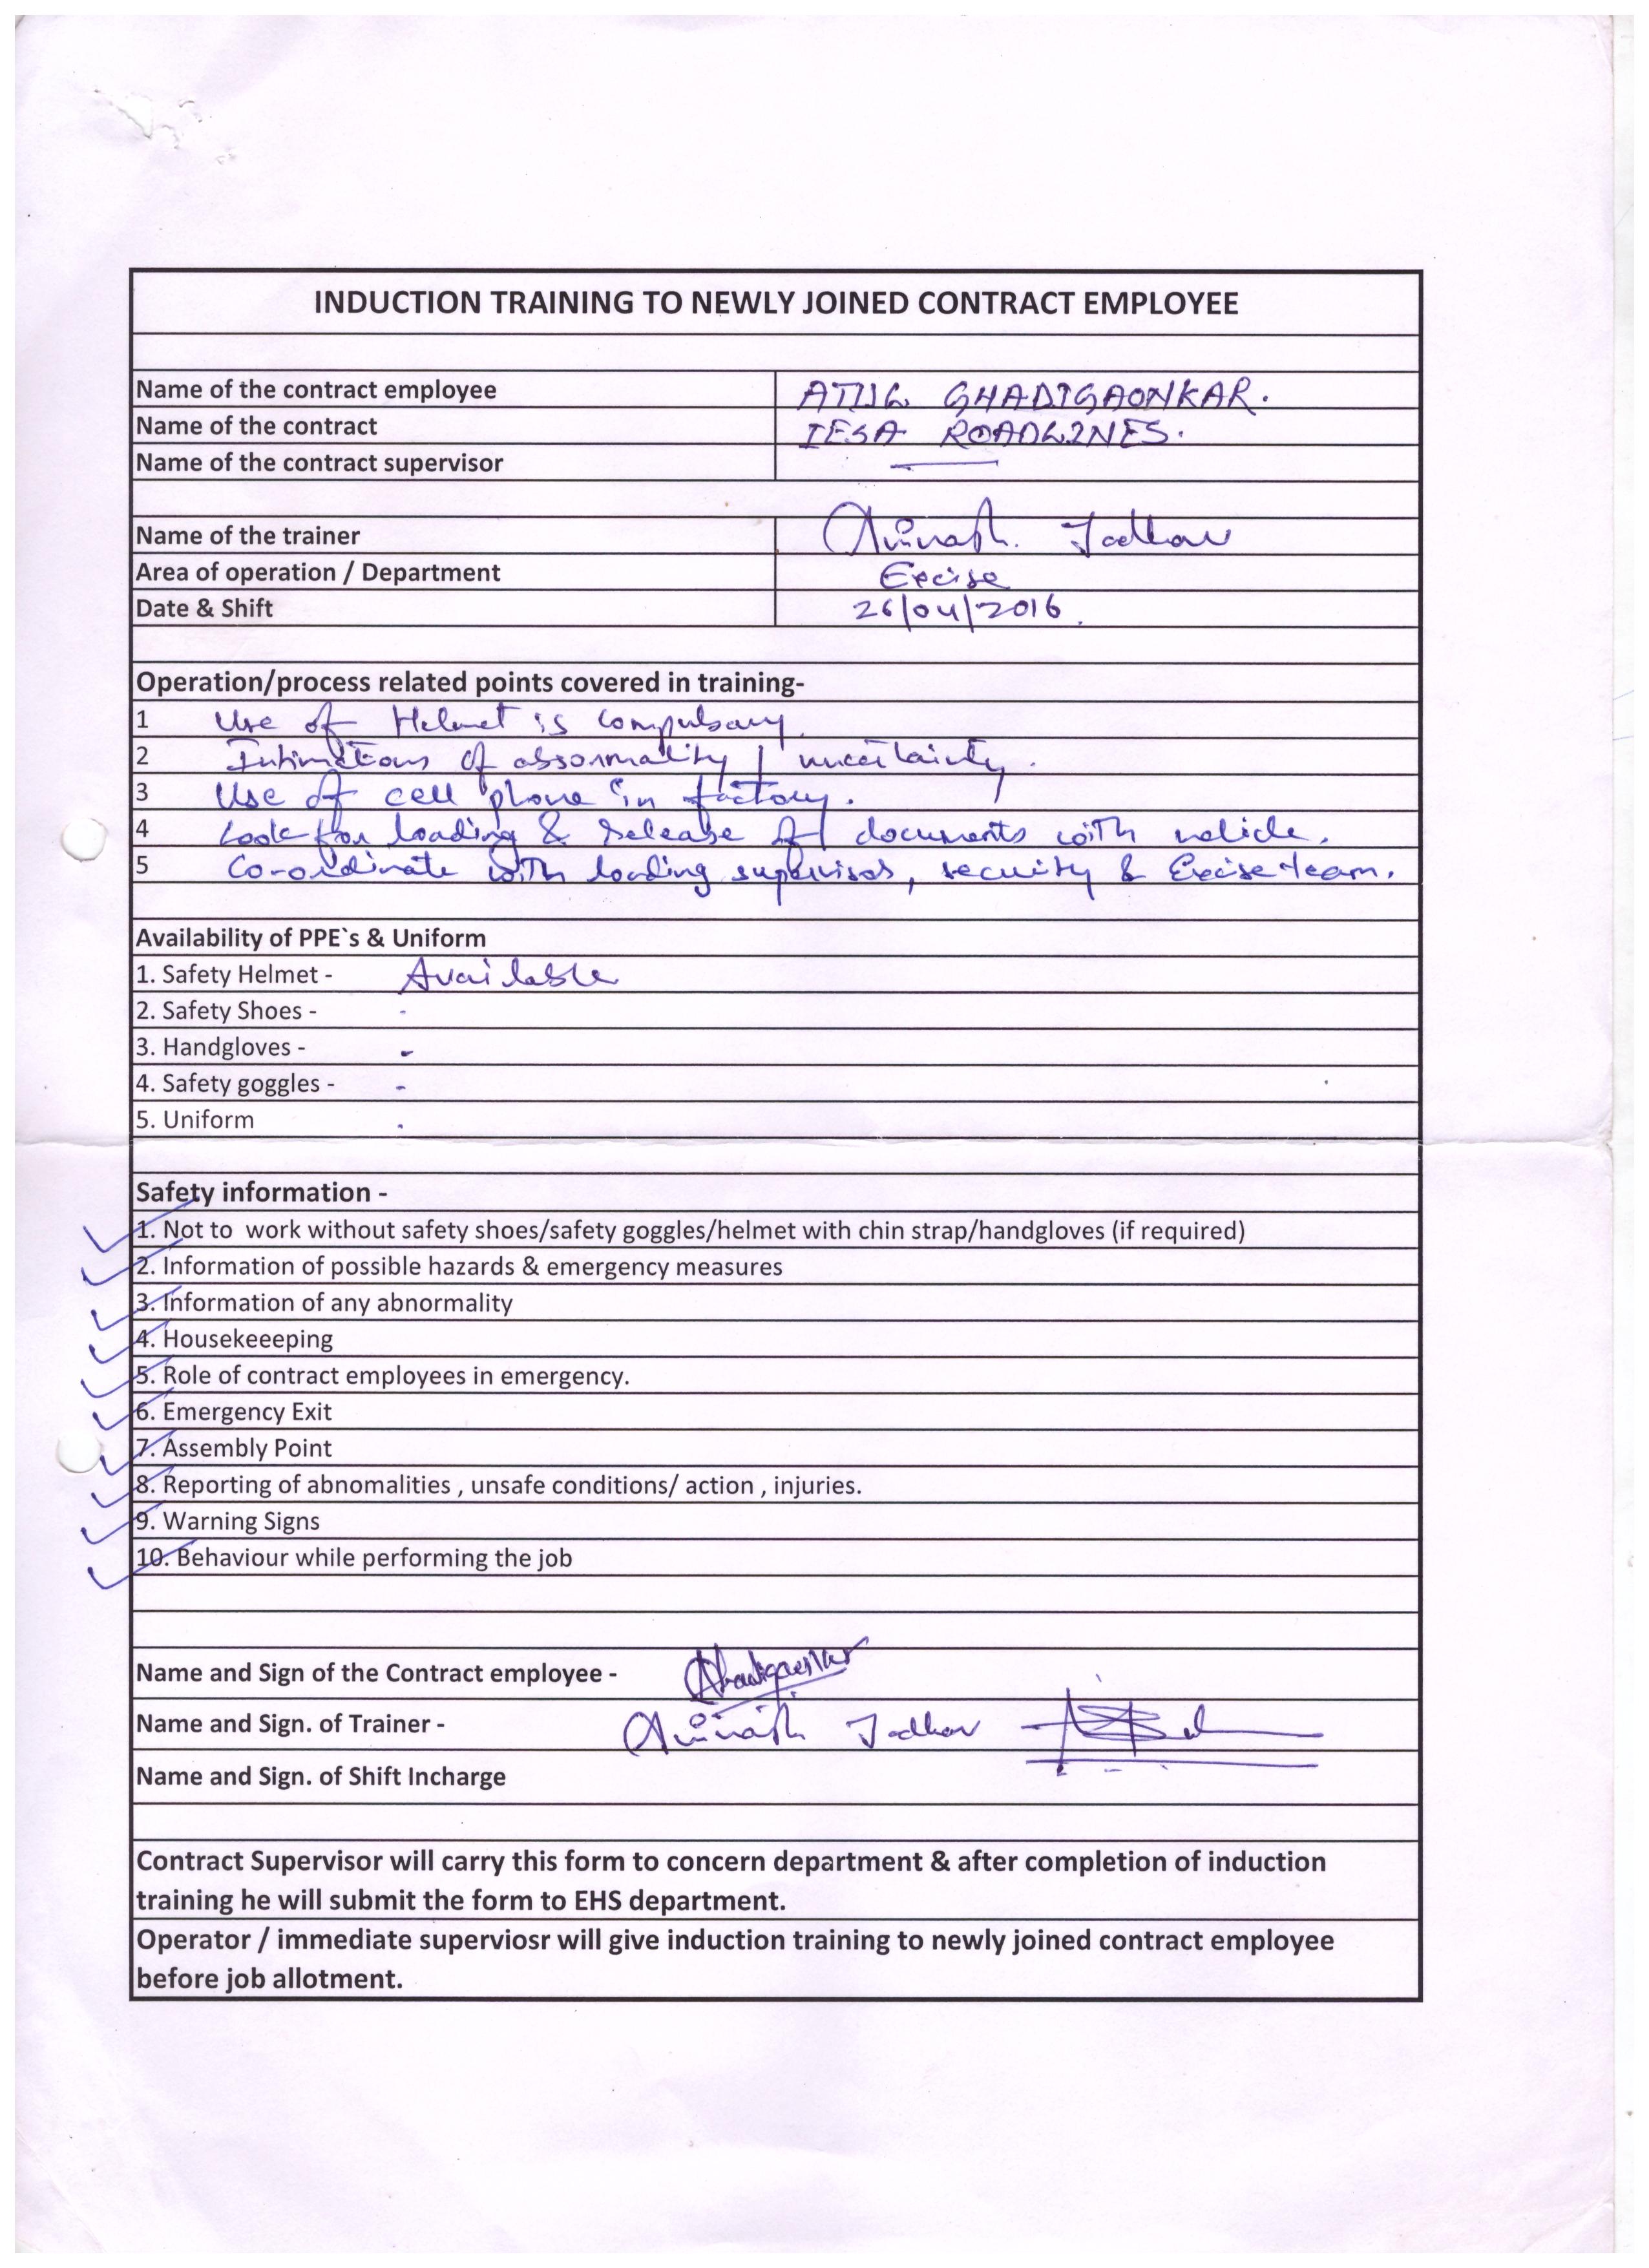 INDUCTION TRAINING TO NEWLY JOINED CONTRACT EMPLOYEE
Name of the contract employee GHADIGAONKAR.
Name of the contract IESA ROADLINES.
Name of the contract supervisor —
Name of the trainer Avinash. Jadhav
Area of operation / Department Excise
Date & Shift 26/04/2016.
Operation/process related points covered in training-
1 Use of Helmet is compulsary.
2 Intimations of abnormality / uncertainty.
3 Use of cell phone in factory.
4 Look for loading & release of documents with vehicle.
5 Co-ordinate with loading supervisor, security & Excise team.
Availability of PPE`s & Uniform
1. Safety Helmet - Available
2. Safety Shoes - -
3. Handgloves - -
4. Safety goggles - -
5. Uniform -
Safety information -
1. Not to work without safety shoes/safety goggles/helmet with chin strap/handgloves (if required)
2. Information of possible hazards & emergency measures
3. Information of any abnormality
4. Housekeeeping
5. Role of contract employees in emergency.
6. Emergency Exit
7. Assembly Point
8. Reporting of abnomalities , unsafe conditions/ action , injuries.
9. Warning Signs
10. Behaviour while performing the job
Name and Sign of the Contract employee -
Name and Sign. of Trainer - Avinash Jadhav
Name and Sign. of Shift Incharge
Contract Supervisor will carry this form to concern department & after completion of induction
training he will submit the form to EHS department.
Operator / immediate superviosr will give induction training to newly joined contract employee
before job allotment.